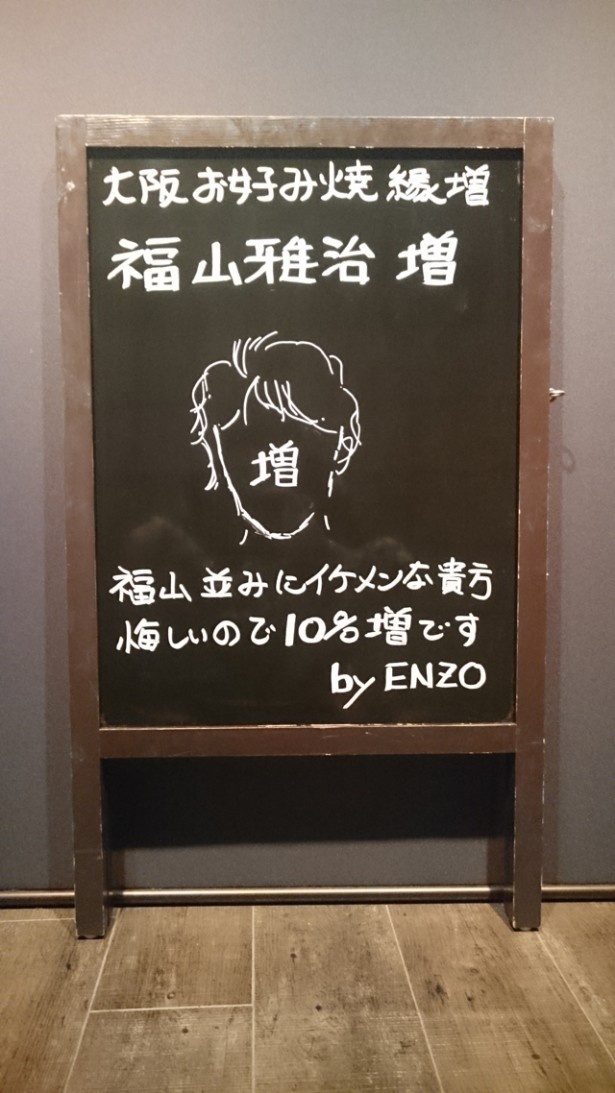 大阪お好み焼 縁増
福山雅治 増
増
福山並みにイケメンな貴方
悔しいので10%増です
by ENZO